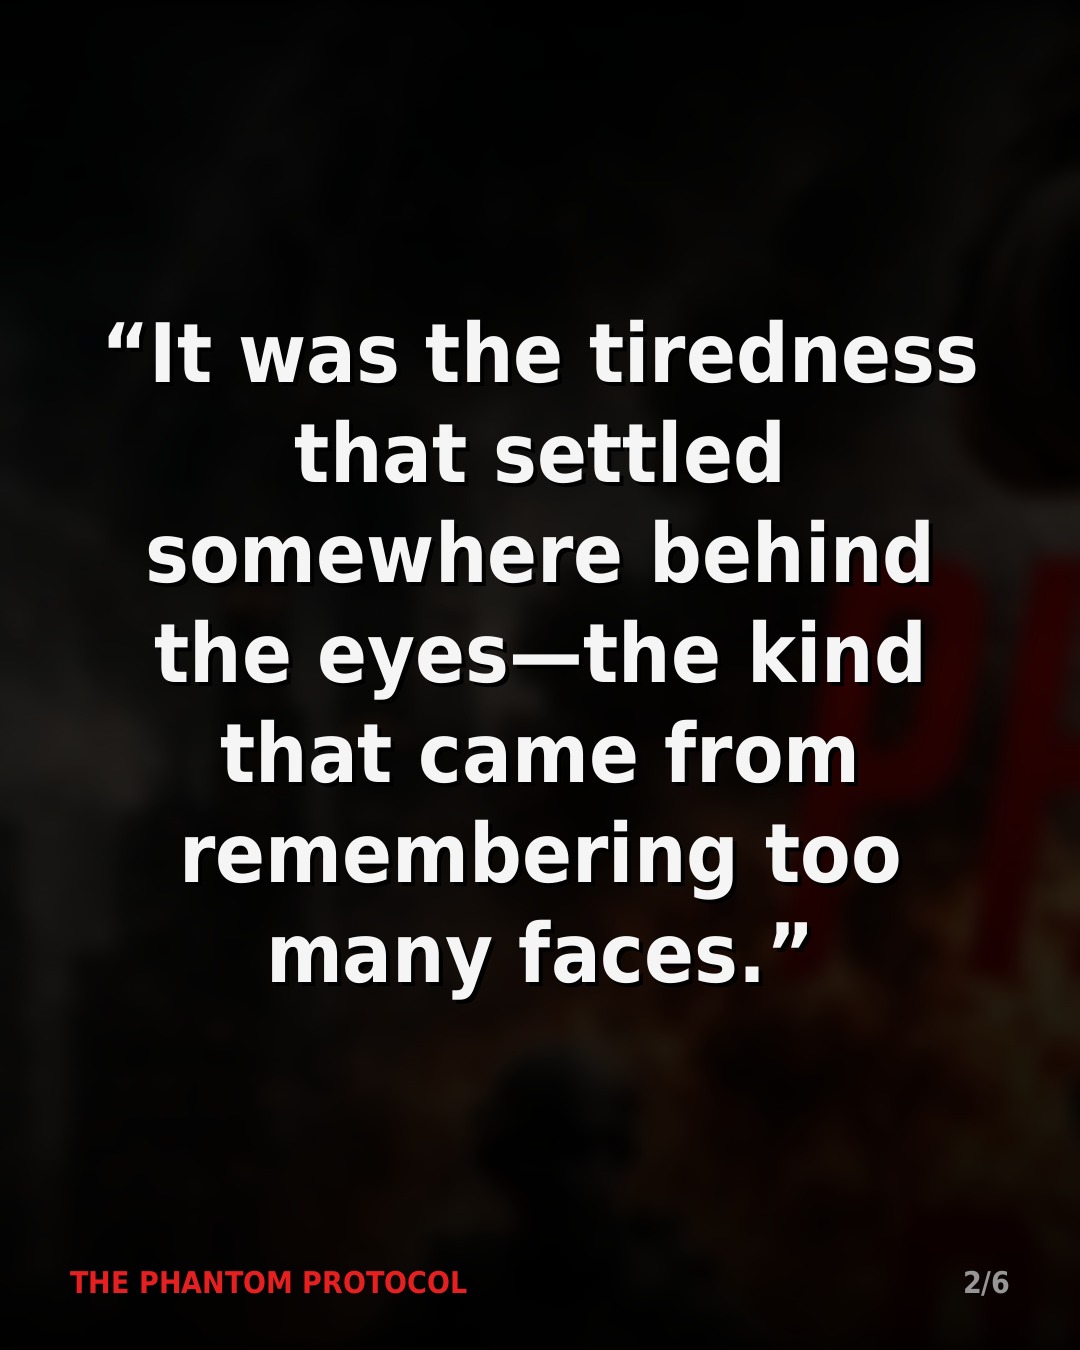 “It was the tiredness
that settled
somewhere behind
the eyes—the kind
that came from
remembering too
many faces.”
PA
THE PHANTOM PROTOCOL
2/6